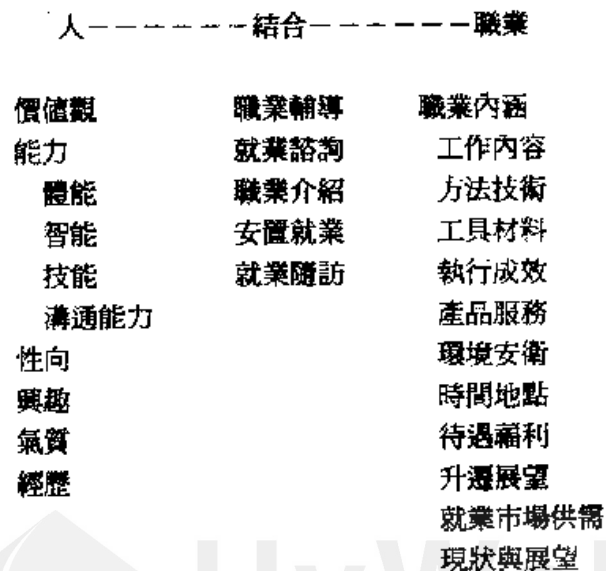 人－－－－－－結合－－－－－－職業
價值觀 職業輔導 職業內涵
能力 就業諮詢 工作內容
體能 職業介紹 方法技術
智能 安置就業 工具材料
技能 就業隨訪 執行成效
溝通能力 產品服務
性向 環境安衛
興趣 時間地點
氣質 待遇福利
經歷 升遷展望
就業市場供需
現狀與展望